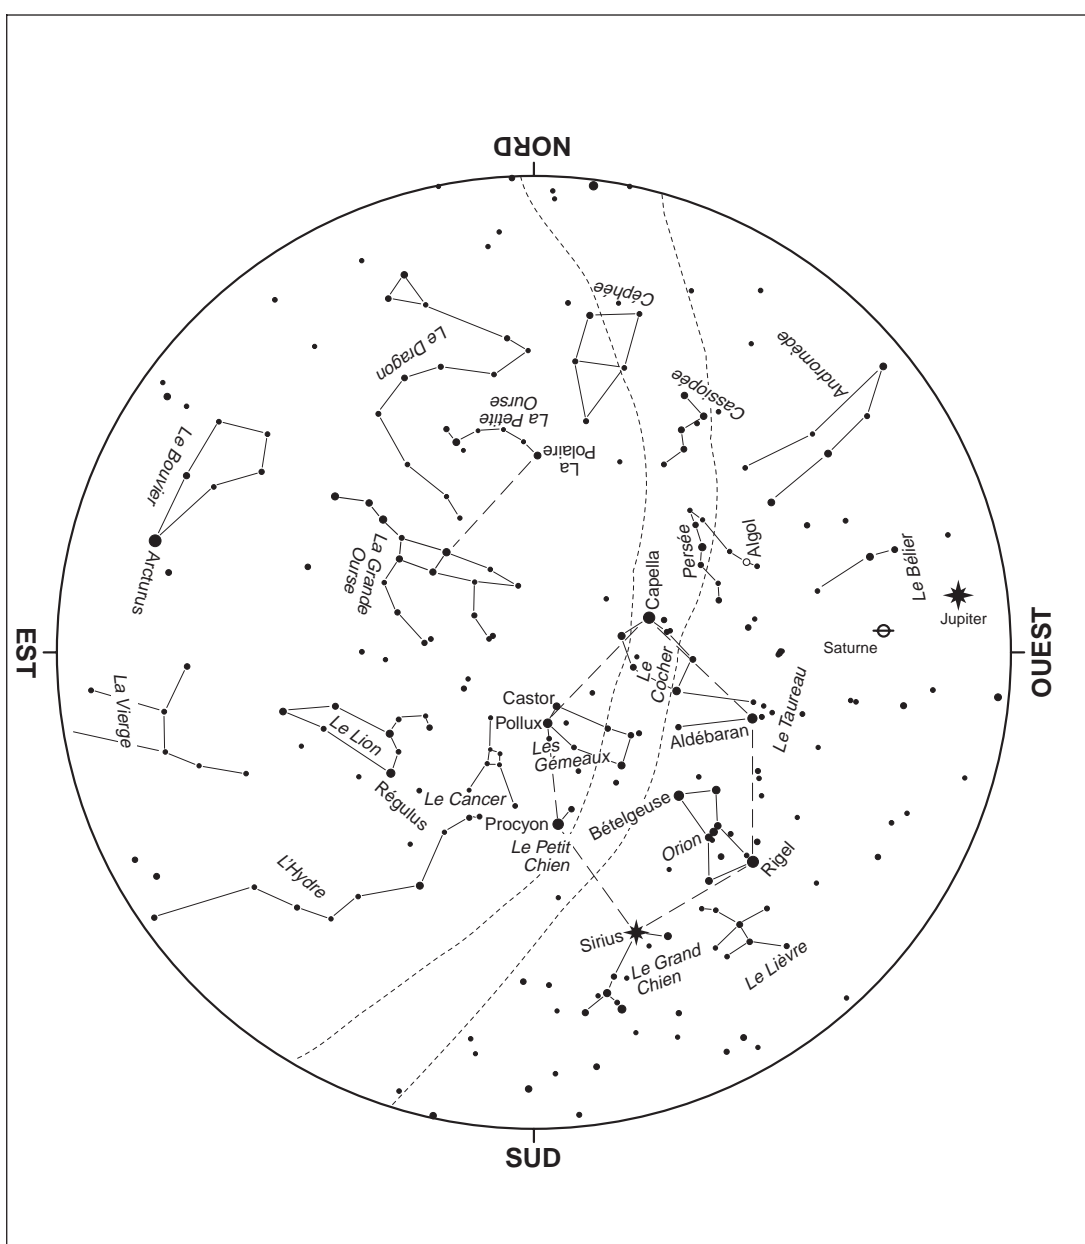 NORD
Céphée
Le Dragon
Andromède
Cassiopée
La Petite
Ourse
La
Polaire
Le Bouvier
Arcturus
La Grande
Ourse
Persée
Algol
Le Bélier
Jupiter
Saturne
Capella
Le
Cocher
EST
OUEST
La Vierge
Le Lion
Régulus
Castor
Pollux
Les
Gémeaux
Aldébaran
Le Taureau
Le Cancer
Procyon
Le Petit
Chien
Bételgeuse
Orion
Rigel
L'Hydre
Sirius
Le Grand
Chien
Le Lièvre
SUD